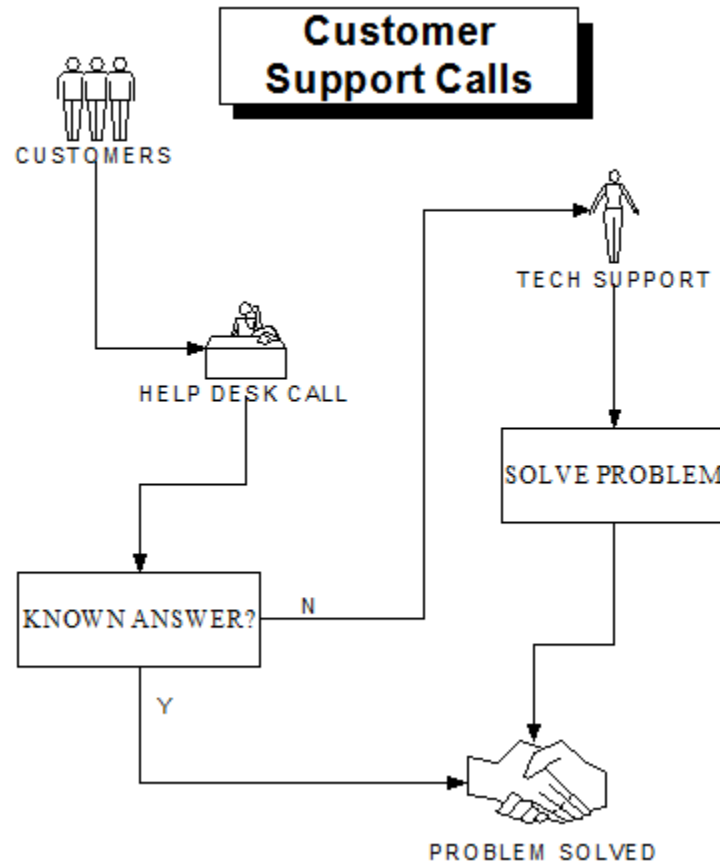 Customer
Support Calls
CUSTOMERS
TECH SUPPORT
HELP DESK CALL
SOLVE PROBLEM
KNOWN ANSWER?
N
Y
PROBLEM SOLVED